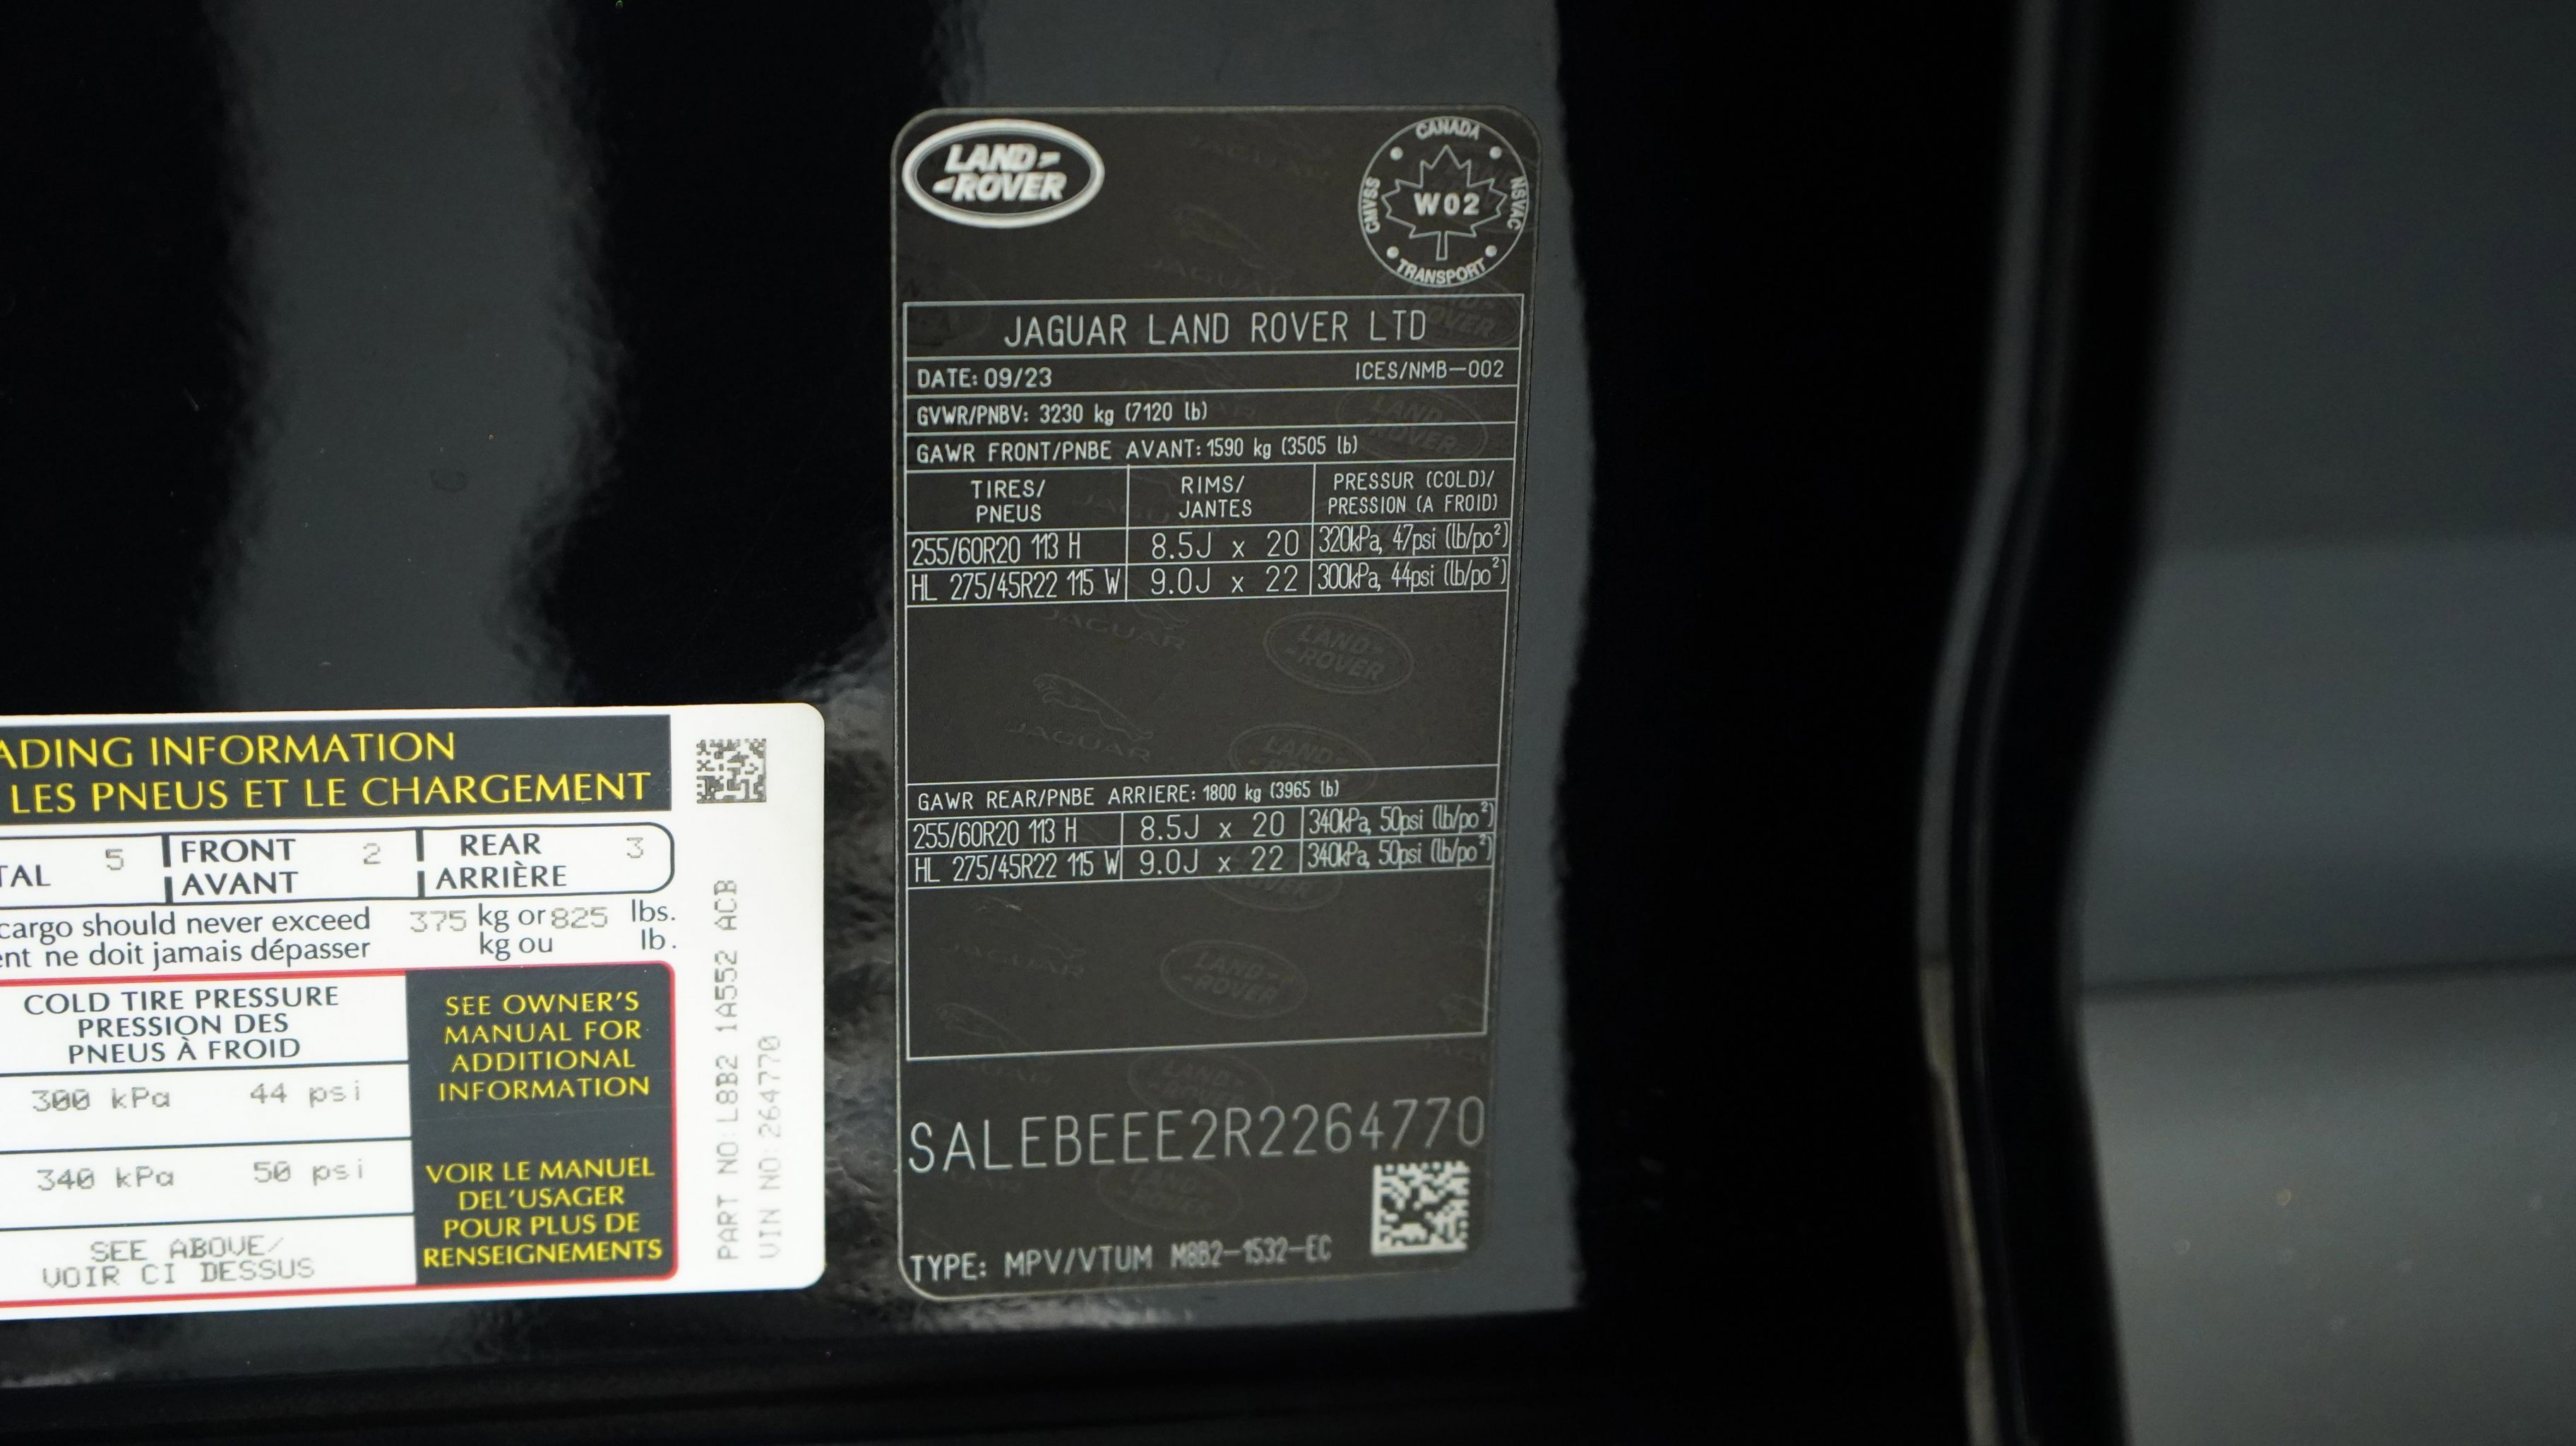 LAND-
-ROVER
CANADA
CMVSS
W02
NSVAC
TRANSPORT
JAGUAR LAND ROVER LTD
DATE: 09/23 ICES/NMB-002
GVWR/PNBV: 3230 kg (7120 lb)
GAWR FRONT/PNBE AVANT: 1590 kg (3505 lb)
TIRES/ RIMS/ PRESSUR (COLD)/
PNEUS JANTES PRESSION (A FROID)
255/60R20 113 H 8.5J x 20 320kPa, 47psi (lb/po²)
HL 275/45R22 115 W 9.0J x 22 300kPa, 44psi (lb/po²)
GAWR REAR/PNBE ARRIERE: 1800 kg (3965 lb)
255/60R20 113 H 8.5J x 20 340kPa, 50psi (lb/po²)
HL 275/45R22 115 W 9.0J x 22 340kPa, 50psi (lb/po²)
SALEBEEE2R2264770
TYPE: MPV/VTUM M8B2-1532-EC
ADING INFORMATION
LES PNEUS ET LE CHARGEMENT
TAL 5 FRONT 2 REAR 3
AVANT ARRIÈRE
cargo should never exceed 375 kg or 825 lbs.
ent ne doit jamais dépasser kg ou lb.
COLD TIRE PRESSURE
PRESSION DES
PNEUS À FROID
300 kPa 44 psi
340 kPa 50 psi
SEE ABOVE/
VOIR CI DESSUS
SEE OWNER'S
MANUAL FOR
ADDITIONAL
INFORMATION
VOIR LE MANUEL
DEL'USAGER
POUR PLUS DE
RENSEIGNEMENTS
PART NO:L8B2 1A552 ACB
VIN NO:264770